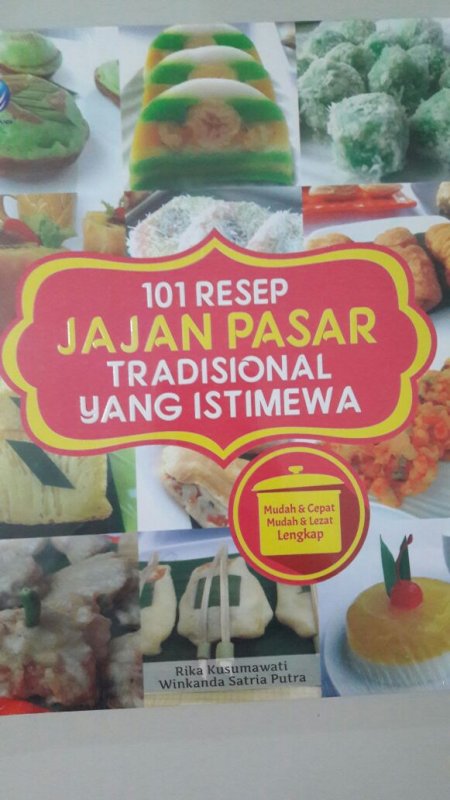 101 RESEP
JAJAN PASAR
TRADISIONAL
YANG ISTIMEWA
Mudah & Cepat
Mudah & Lezat
Lengkap
Rika Kusumawati
Winkanda Satria Putra